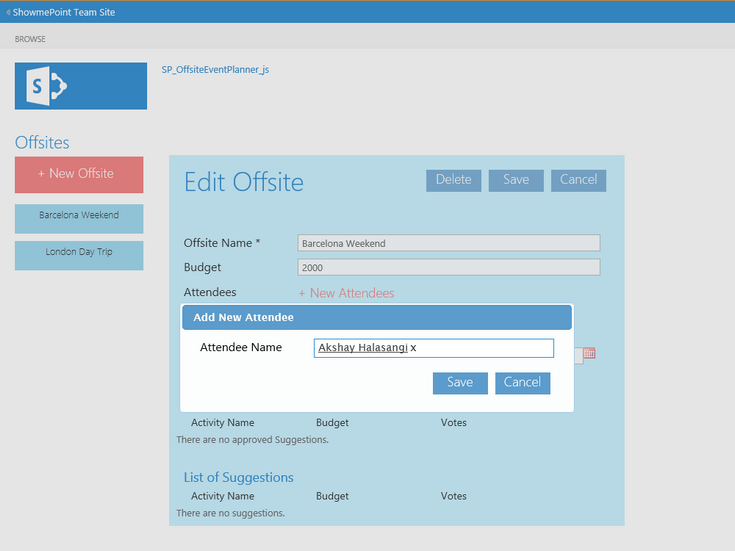 ShowmePoint Team Site
BROWSE
S
SP_OffsiteEventPlanner_js
Offsites
+ New Offsite
Barcelona Weekend
London Day Trip
Edit Offsite
Delete Save Cancel
Offsite Name * Barcelona Weekend
Budget 2000
Attendees + New Attendees
Add New Attendee
Attendee Name Akshay Halasangi x
Save Cancel
Activity Name Budget Votes
There are no approved Suggestions.
List of Suggestions
Activity Name Budget Votes
There are no suggestions.